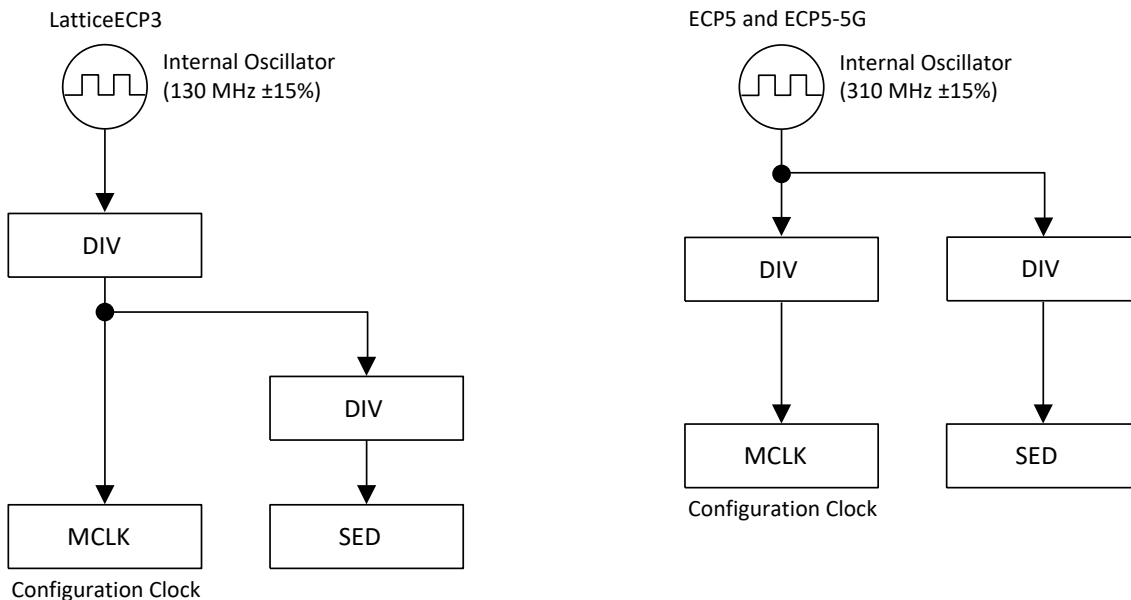 LatticeECP3
Internal Oscillator
(130 MHz ±15%)
DIV
DIV
MCLK
SED
Configuration Clock
ECP5 and ECP5-5G
Internal Oscillator
(310 MHz ±15%)
DIV
DIV
MCLK
SED
Configuration Clock